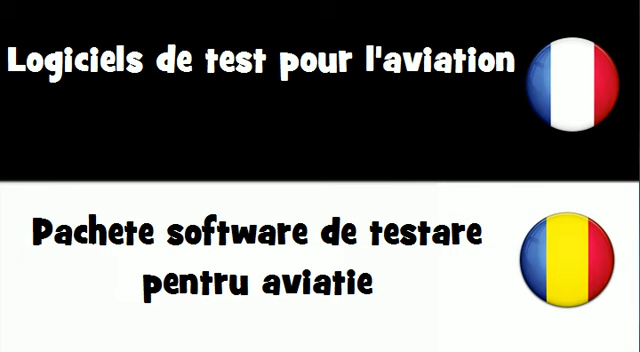 Logiciels de test pour l'aviation
Pachete software de testare
pentru aviatie